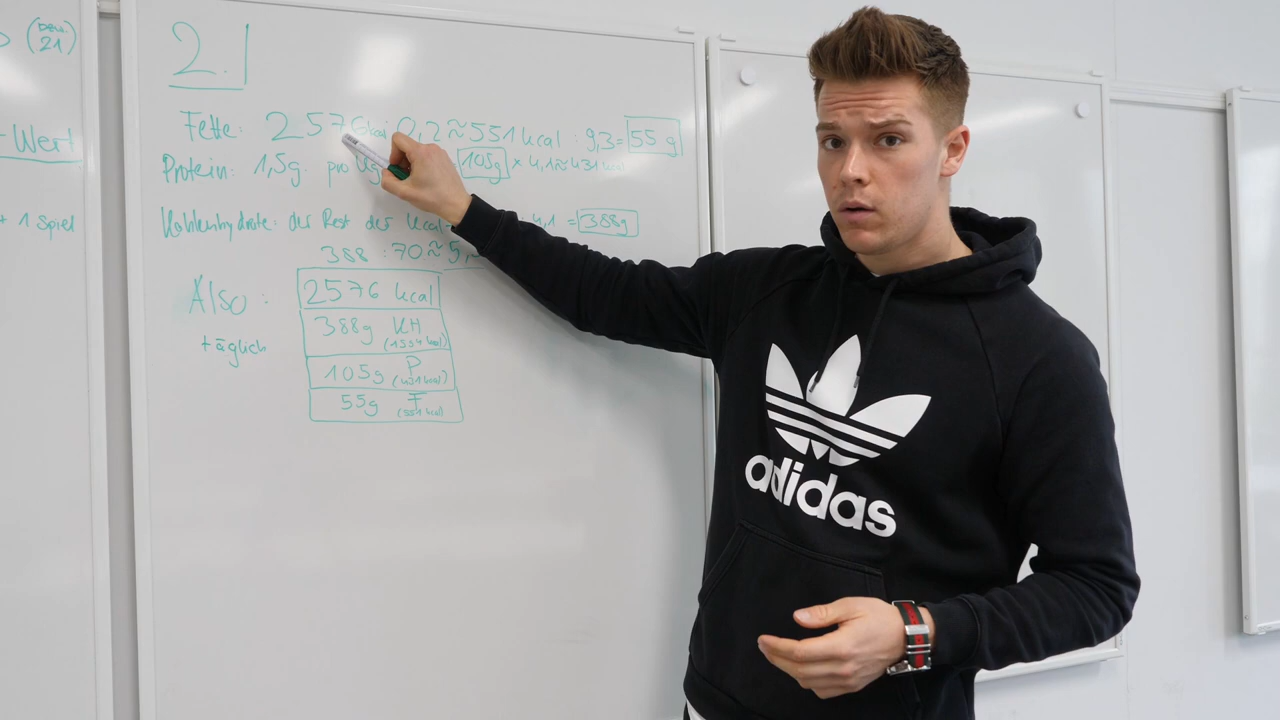 (bew. 21)
-Wert
+ 1 Spiel
2.1
Fette: 2576kcal 0,2 ≈ 551 kcal : 9,3 = 55 g
Protein: 1,5g pro 105g × 4,1 ≈ 431 kcal
Kohlenhydrate: der Rest der kcal- 4,1 = 388g
388 : 70 ≈ 5,
Also :
täglich
2576 kcal
388g KH
(1594 kcal)
105g P
(431 kcal)
55g F
(551 kcal)
adidas